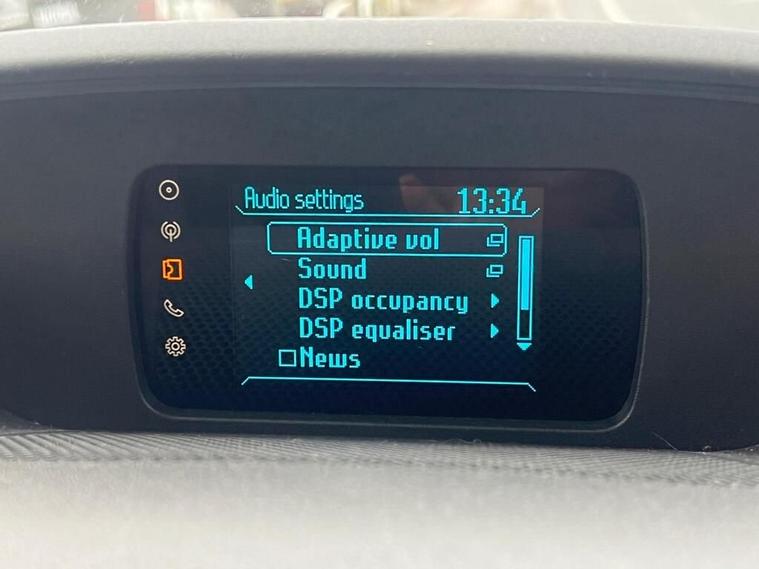 Audio settings 13:34
Adaptive vol
Sound
DSP occupancy
DSP equaliser
News